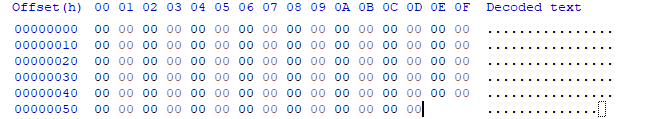 Offset(h) 00 01 02 03 04 05 06 07 08 09 0A 0B 0C 0D 0E 0F Decoded text
00000000 00 00 00 00 00 00 00 00 00 00 00 00 00 00 00 00 ................
00000010 00 00 00 00 00 00 00 00 00 00 00 00 00 00 00 00 ................
00000020 00 00 00 00 00 00 00 00 00 00 00 00 00 00 00 00 ................
00000030 00 00 00 00 00 00 00 00 00 00 00 00 00 00 00 00 ................
00000040 00 00 00 00 00 00 00 00 00 00 00 00 00 00 00 00 ................
00000050 00 00 00 00 00 00 00 00 00 00 00 00 00 00 ..............